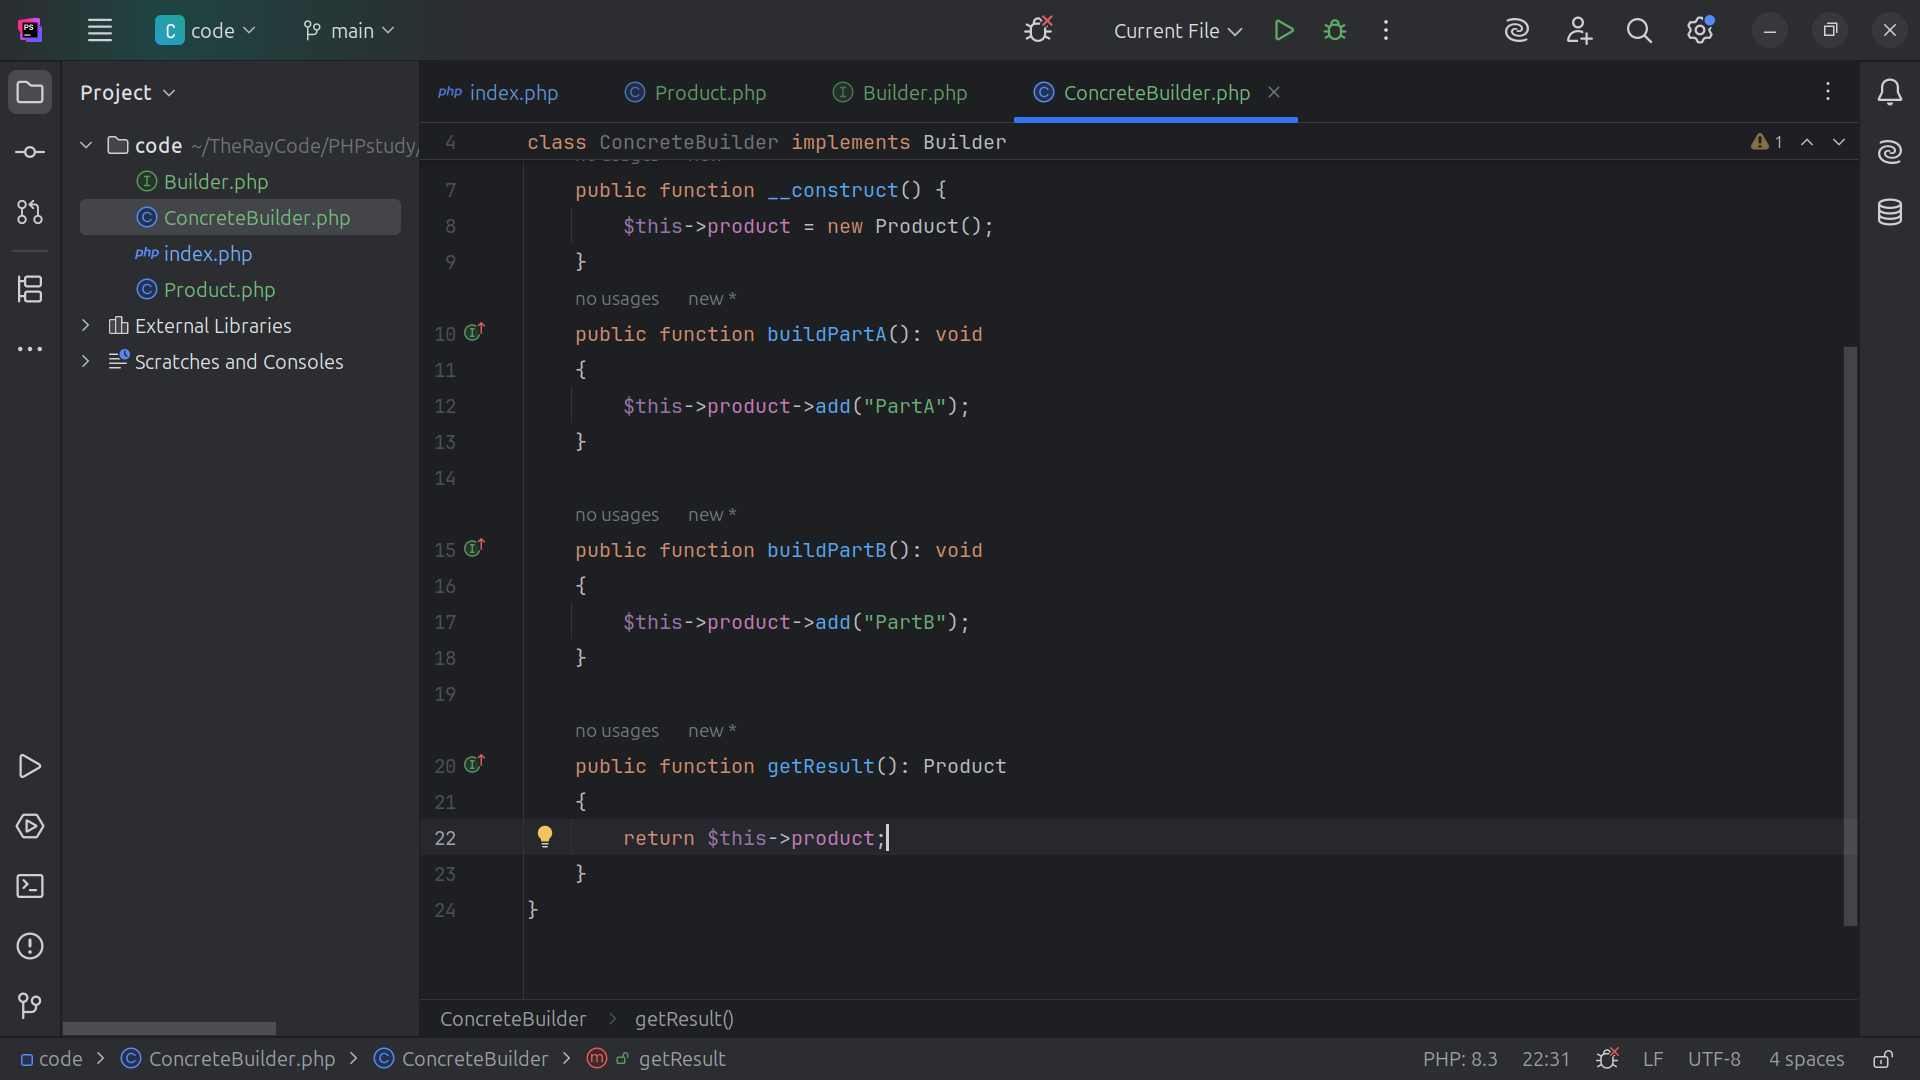 PS
C code main Current File
Project
index.php Product.php Builder.php ConcreteBuilder.php
code ~/TheRayCode/PHPstudy/
Builder.php
ConcreteBuilder.php
index.php
Product.php
External Libraries
Scratches and Consoles
4 class ConcreteBuilder implements Builder 1
7 public function __construct() {
8 $this->product = new Product();
9 }
no usages new *
10 public function buildPartA(): void
11 {
12 $this->product->add("PartA");
13 }
14
no usages new *
15 public function buildPartB(): void
16 {
17 $this->product->add("PartB");
18 }
19
no usages new *
20 public function getResult(): Product
21 {
22 return $this->product;
23 }
24 }
ConcreteBuilder > getResult()
code > ConcreteBuilder.php > ConcreteBuilder > getResult PHP: 8.3 22:31 LF UTF-8 4 spaces